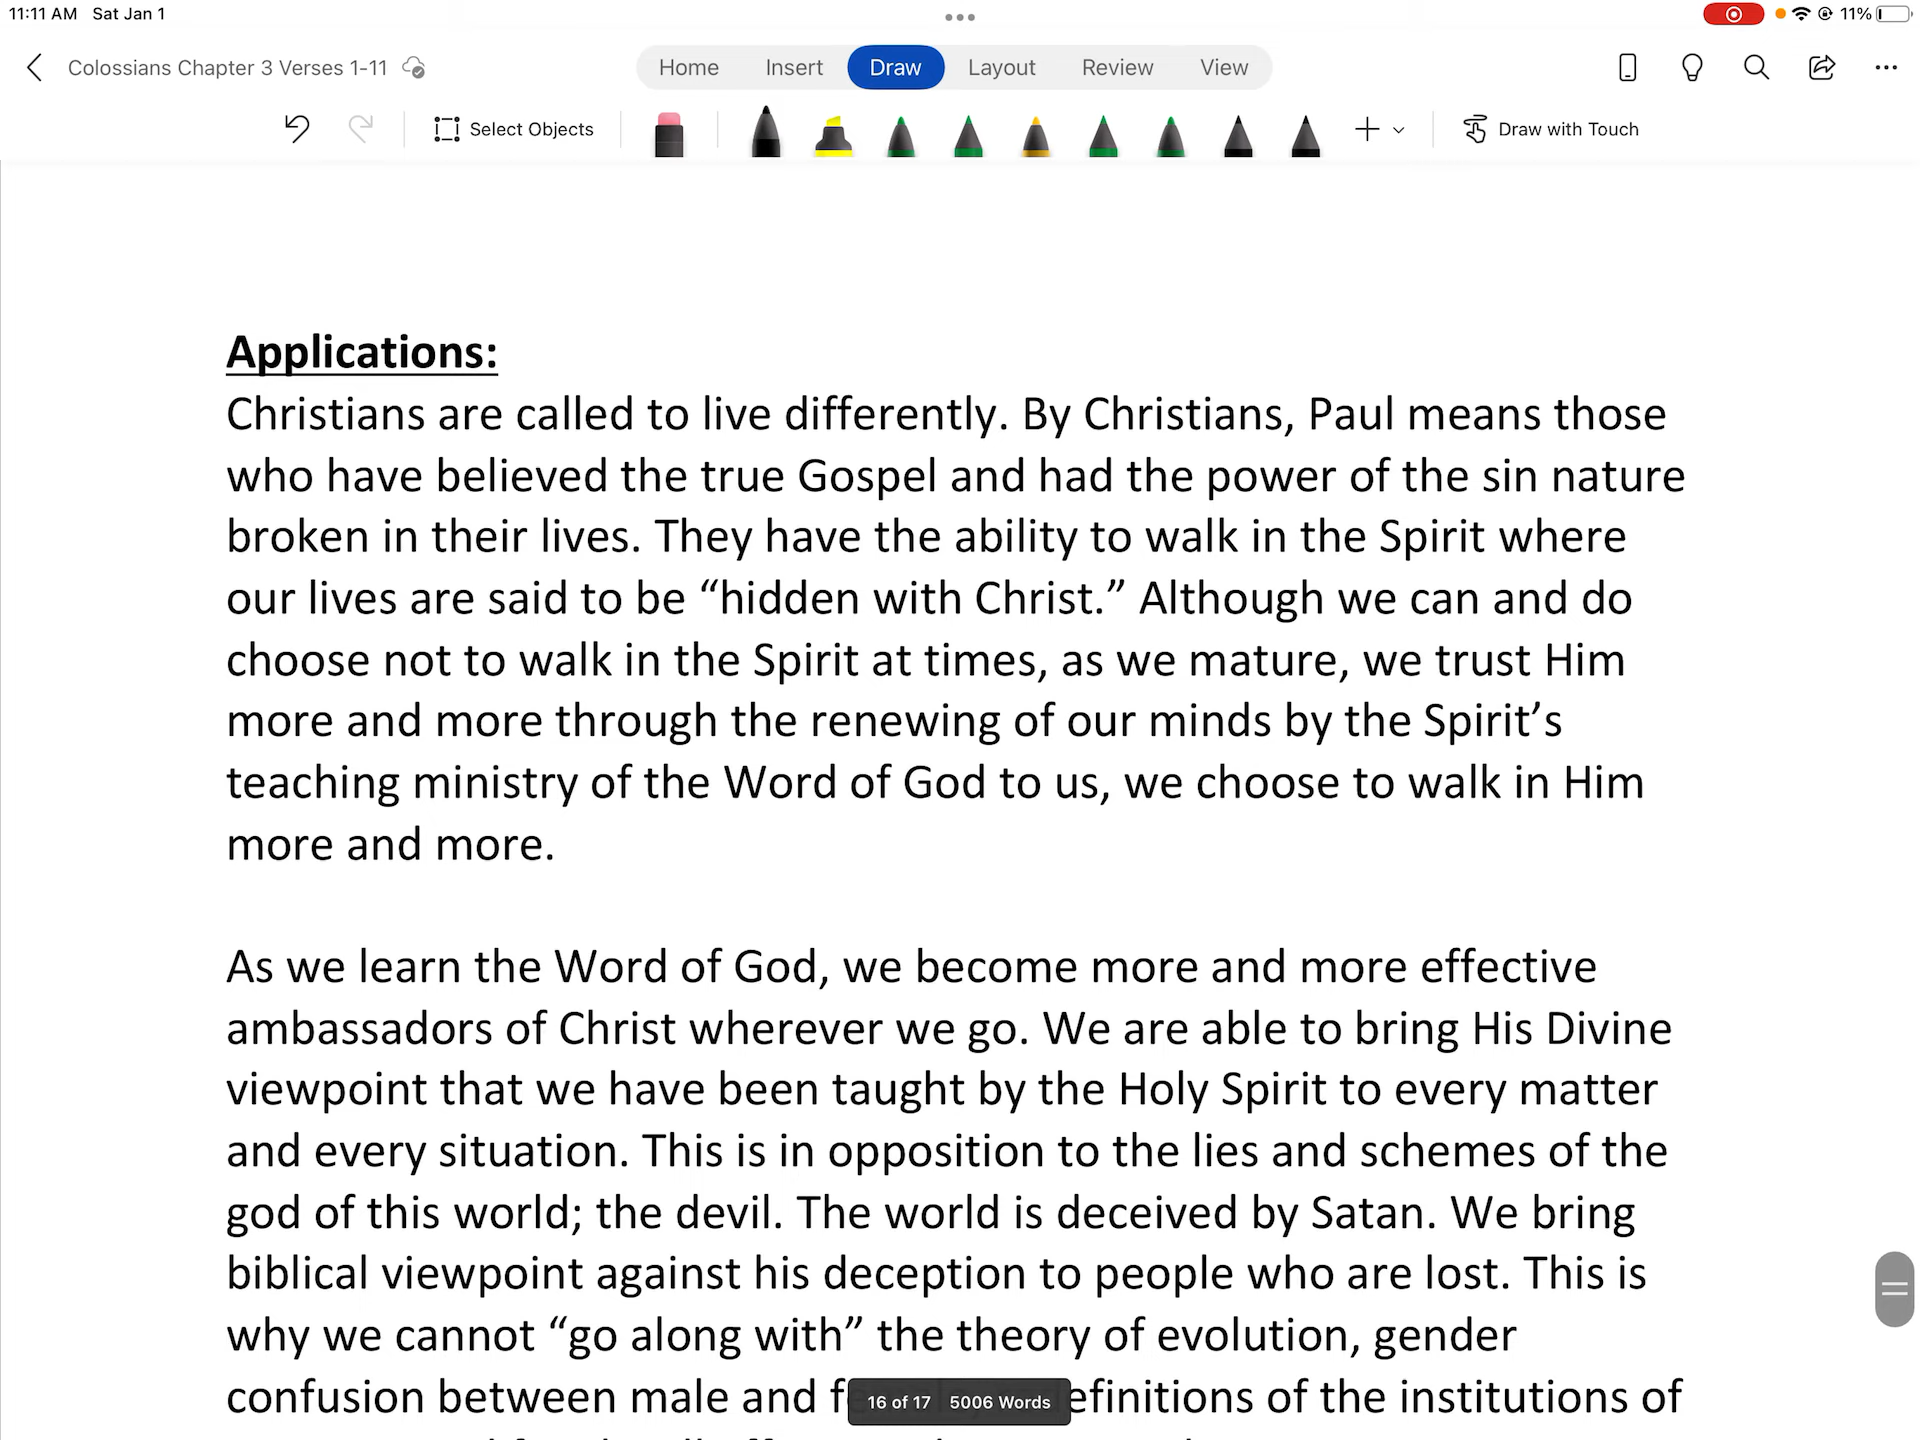 11:11 AM Sat Jan 1
11%
Colossians Chapter 3 Verses 1-11
Home Insert Draw Layout Review View
Select Objects
Draw with Touch
Applications:
Christians are called to live differently. By Christians, Paul means those
who have believed the true Gospel and had the power of the sin nature
broken in their lives. They have the ability to walk in the Spirit where
our lives are said to be “hidden with Christ.” Although we can and do
choose not to walk in the Spirit at times, as we mature, we trust Him
more and more through the renewing of our minds by the Spirit’s
teaching ministry of the Word of God to us, we choose to walk in Him
more and more.
As we learn the Word of God, we become more and more effective
ambassadors of Christ wherever we go. We are able to bring His Divine
viewpoint that we have been taught by the Holy Spirit to every matter
and every situation. This is in opposition to the lies and schemes of the
god of this world; the devil. The world is deceived by Satan. We bring
biblical viewpoint against his deception to people who are lost. This is
why we cannot “go along with” the theory of evolution, gender
confusion between male and efinitions of the institutions of
16 of 17 5006 Words